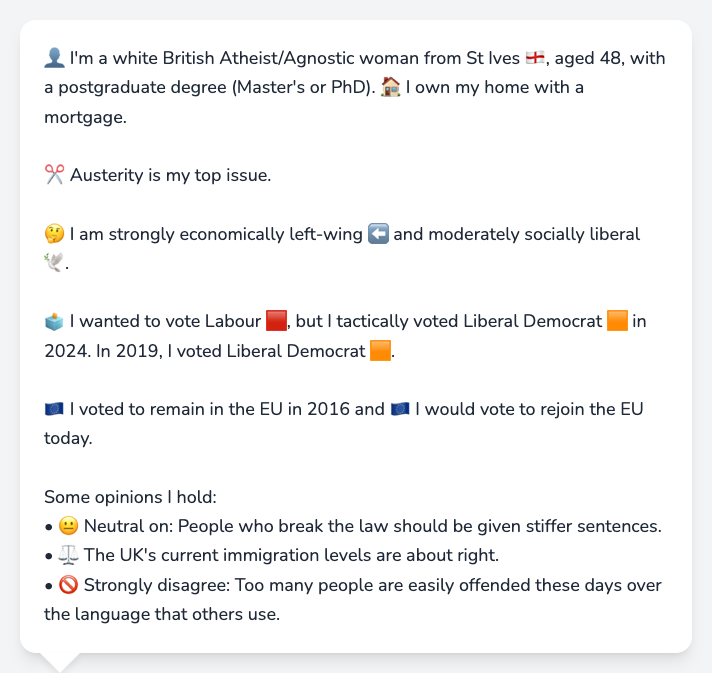 👤 I'm a white British Atheist/Agnostic woman from St Ives 🏴󠁧󠁢󠁥󠁮󠁧󠁿, aged 48, with
a postgraduate degree (Master's or PhD). 🏠 I own my home with a
mortgage.
✂️ Austerity is my top issue.
🤔 I am strongly economically left-wing ⬅️ and moderately socially liberal
🕊️.
🗳️ I wanted to vote Labour 🟥, but I tactically voted Liberal Democrat 🟧 in
2024. In 2019, I voted Liberal Democrat 🟧.
🇪🇺 I voted to remain in the EU in 2016 and 🇪🇺 I would vote to rejoin the EU
today.
Some opinions I hold:
• 😐 Neutral on: People who break the law should be given stiffer sentences.
• ⚖️ The UK's current immigration levels are about right.
• 🚫 Strongly disagree: Too many people are easily offended these days over
the language that others use.